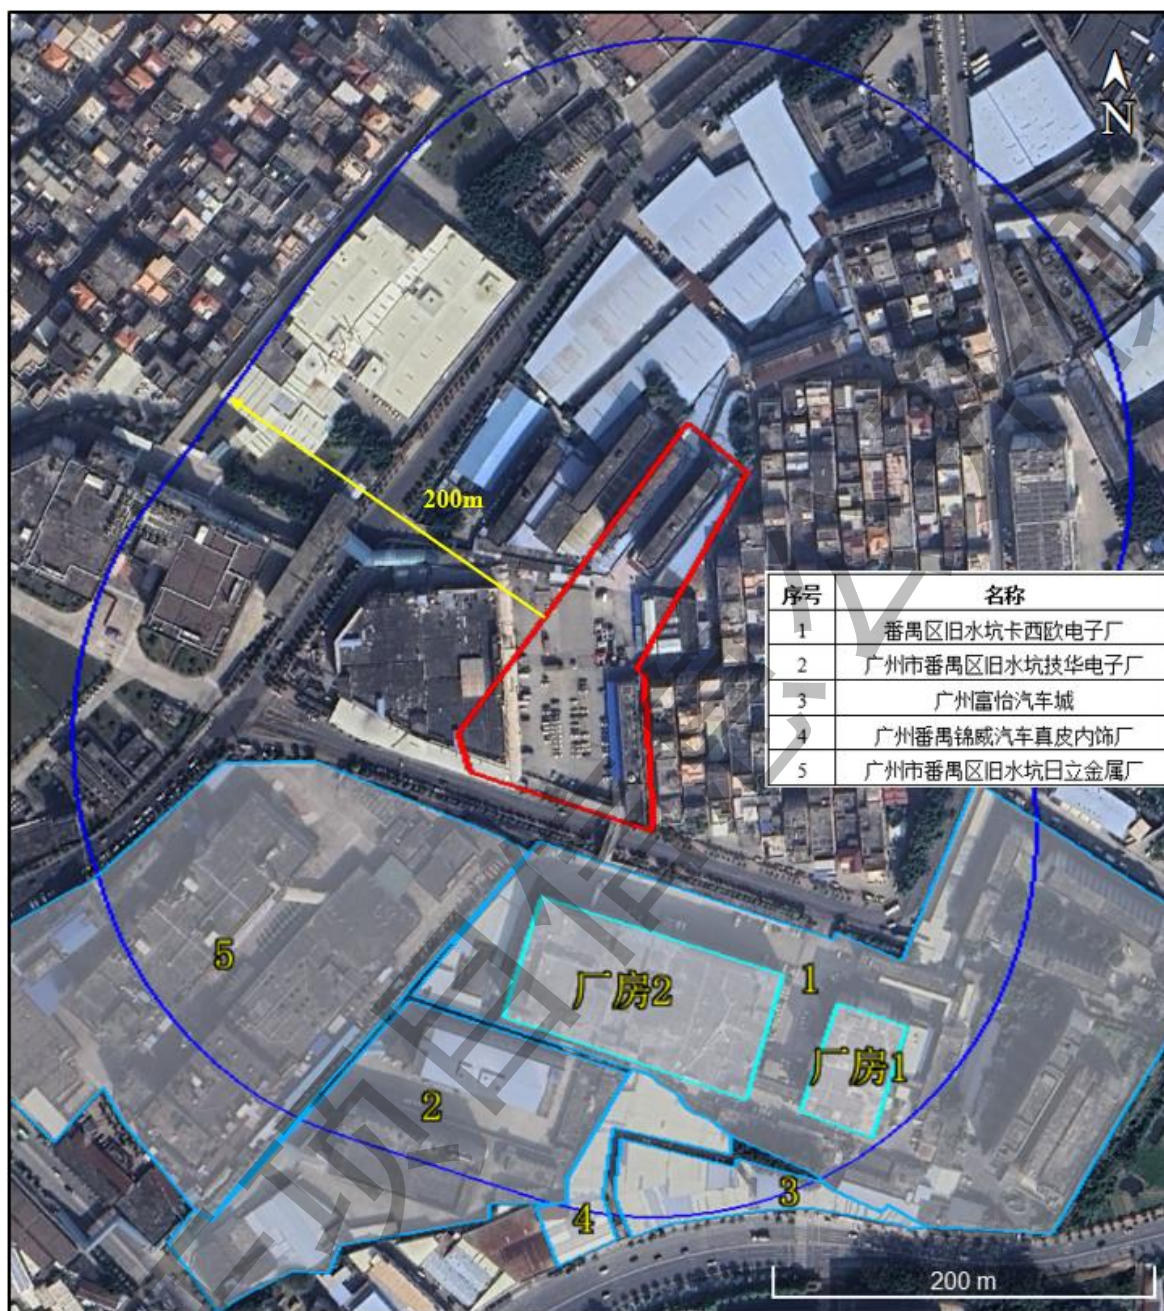 N
200m
序号 名称
1 番禺区旧水坑卡西欧电子厂
2 广州市番禺区旧水坑技华电子厂
3 广州富怡汽车城
4 广州番禺锦威汽车真皮内饰厂
5 广州市番禺区旧水坑日立金属厂
5
厂房2
1
厂房1
2
3
4
200 m